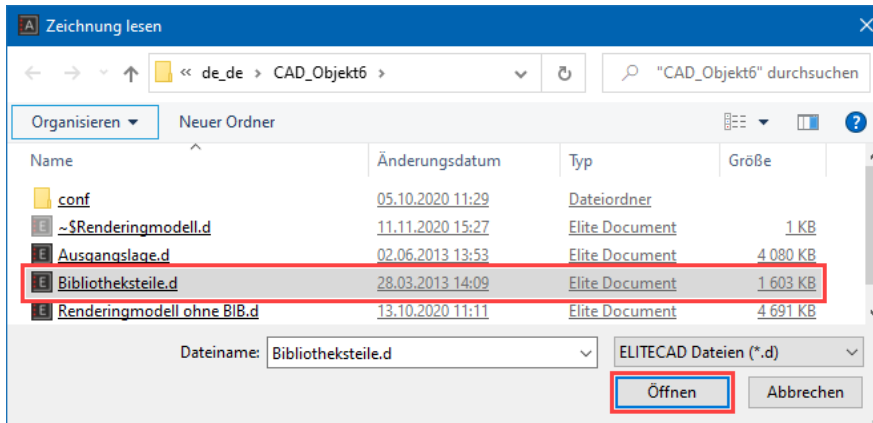 Zeichnung lesen
« de_de › CAD_Objekt6 › "CAD_Objekt6" durchsuchen
Organisieren Neuer Ordner
Name Änderungsdatum Typ Größe
conf 05.10.2020 11:29 Dateiordner
~$Renderingmodell.d 11.11.2020 15:27 Elite Document 1 KB
Ausgangslage.d 02.06.2013 13:53 Elite Document 4 080 KB
Bibliotheksteile.d 28.03.2013 14:09 Elite Document 1 603 KB
Renderingmodell ohne BIB.d 13.10.2020 11:11 Elite Document 4 691 KB
Dateiname: Bibliotheksteile.d ELITECAD Dateien (*.d)
Öffnen Abbrechen